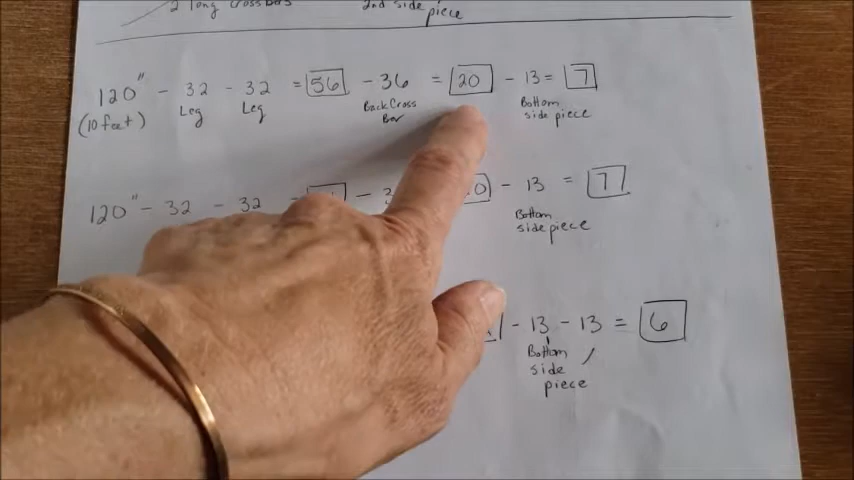 2 long crossbars 2nd side piece
120" - 32 - 32 = 56 - 36 = 20 - 13 = 7
(10 feet) Leg Leg Back Cross Bar Bottom side piece
120" - 32 - 32 - 13 = 7
Bottom side piece
- 13 - 13 = 6
Bottom side piece